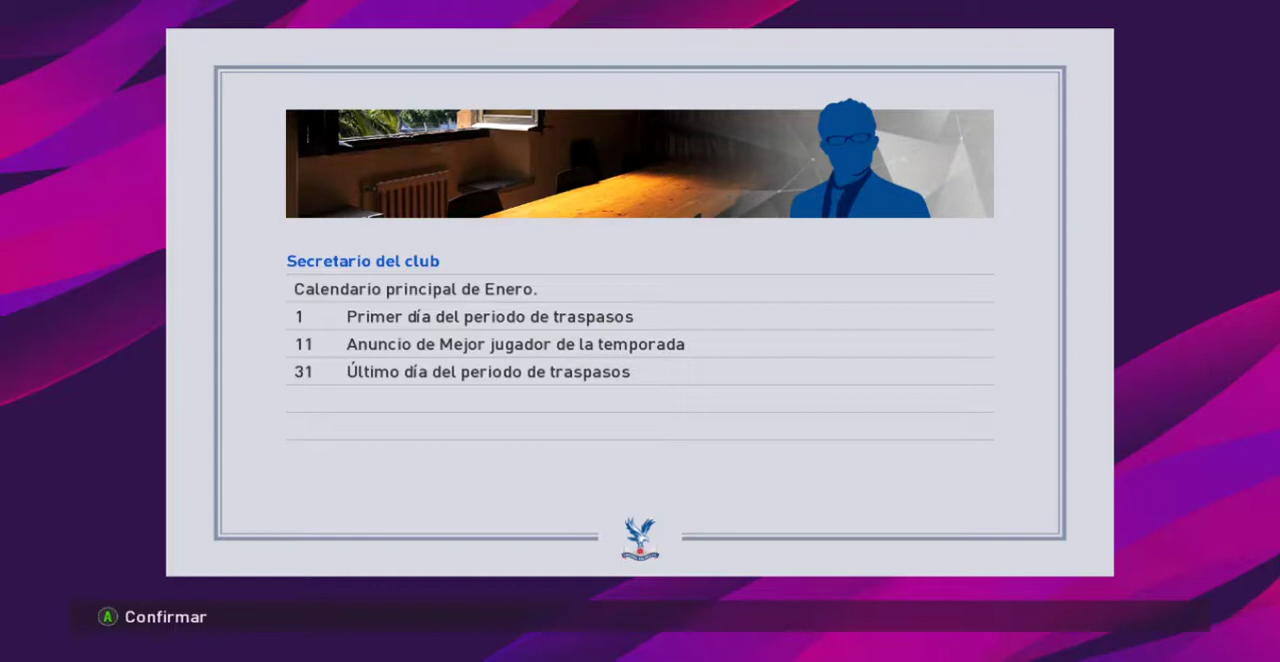 Secretario del club
Calendario principal de Enero.
1 Primer día del periodo de traspasos
11 Anuncio de Mejor jugador de la temporada
31 Último día del periodo de traspasos
A Confirmar